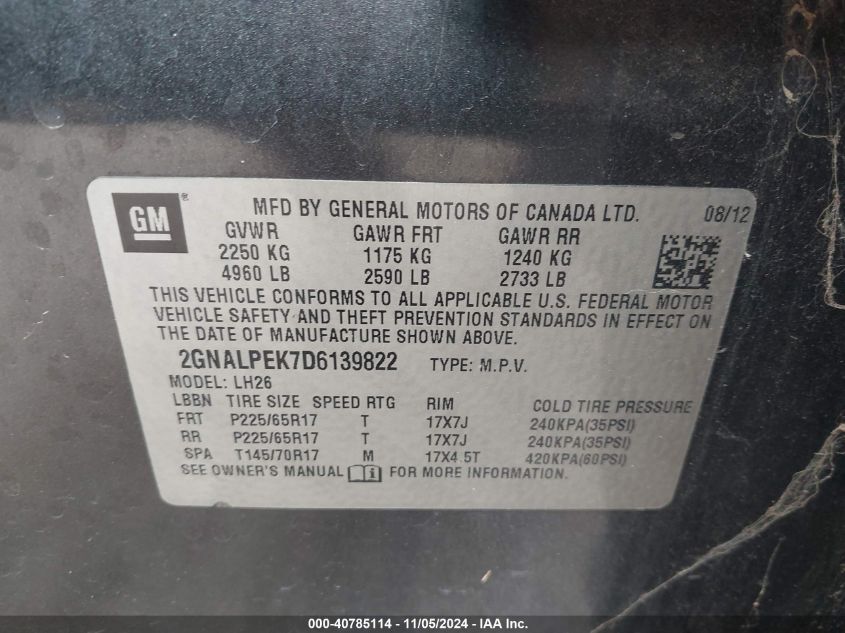 GM® MFD BY GENERAL MOTORS OF CANADA LTD. 08/12
GVWR GAWR FRT GAWR RR
2250 KG 1175 KG 1240 KG
4960 LB 2590 LB 2733 LB
THIS VEHICLE CONFORMS TO ALL APPLICABLE U.S. FEDERAL MOTOR
VEHICLE SAFETY AND THEFT PREVENTION STANDARDS IN EFFECT ON
THE DATE OF MANUFACTURE SHOWN ABOVE.
2GNALPEK7D6139822 TYPE: M.P.V.
MODEL: LH26
LBBN TIRE SIZE SPEED RTG RIM COLD TIRE PRESSURE
FRT P225/65R17 T 17X7J 240KPA(35PSI)
RR P225/65R17 T 17X7J 240KPA(35PSI)
SPA T145/70R17 M 17X4.5T 420KPA(60PSI)
SEE OWNER'S MANUAL i FOR MORE INFORMATION.
000-40785114 - 11/05/2024 - IAA Inc.